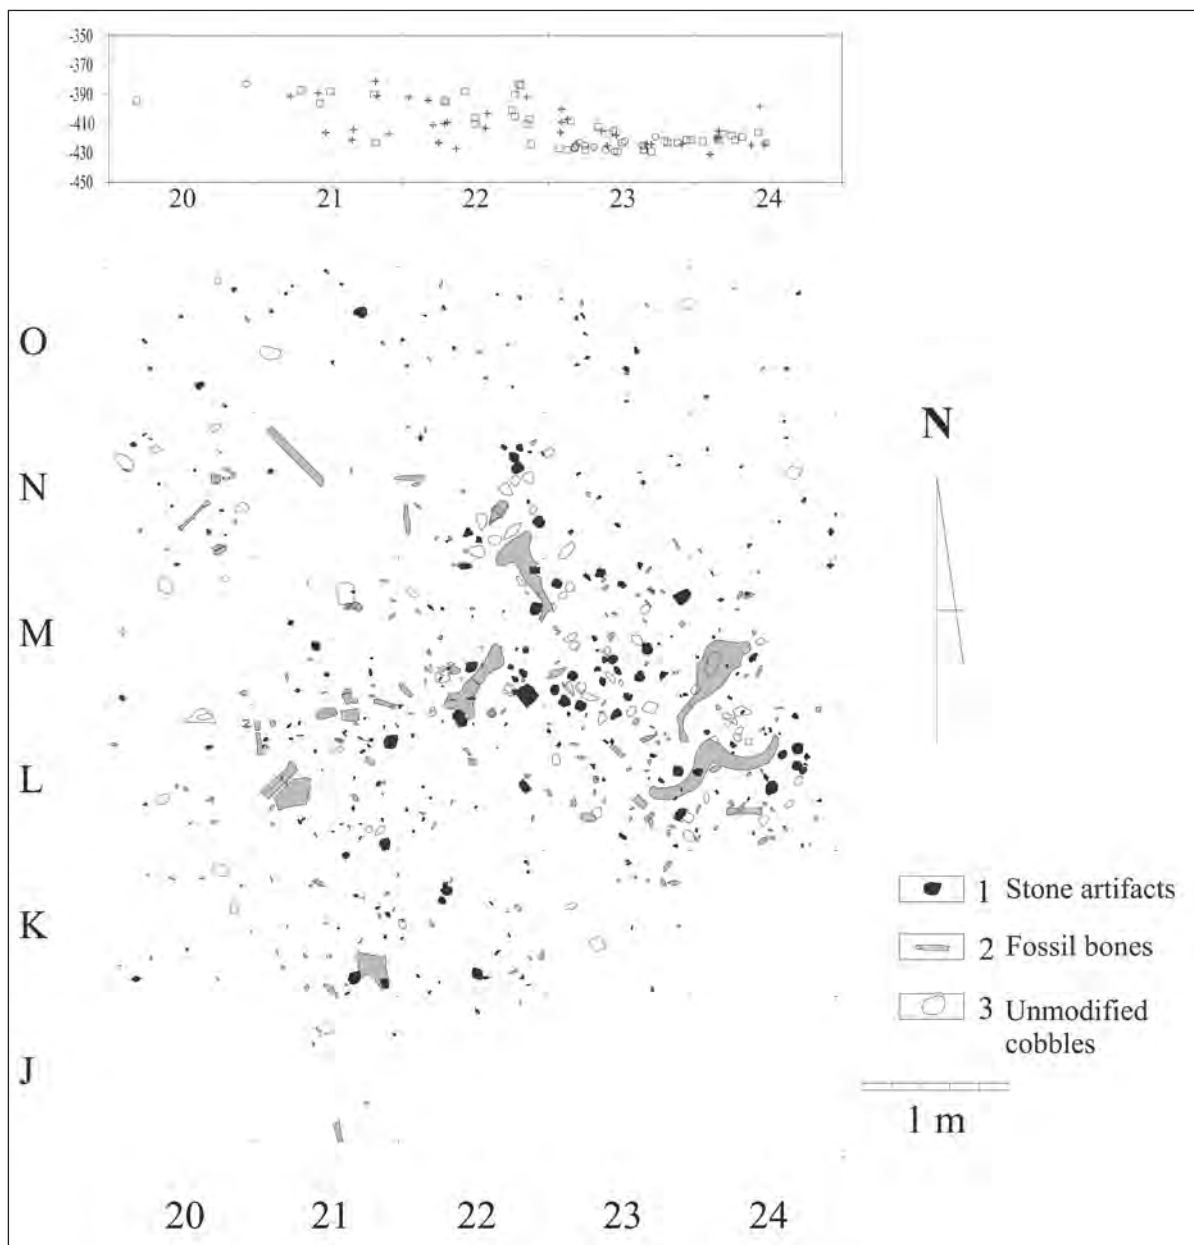 -350
-370
-390
-410
-430
-450
20 21 22 23 24
O
N
M
L
K
J
N
1 Stone artifacts
2 Fossil bones
3 Unmodified
cobbles
1 m
20 21 22 23 24